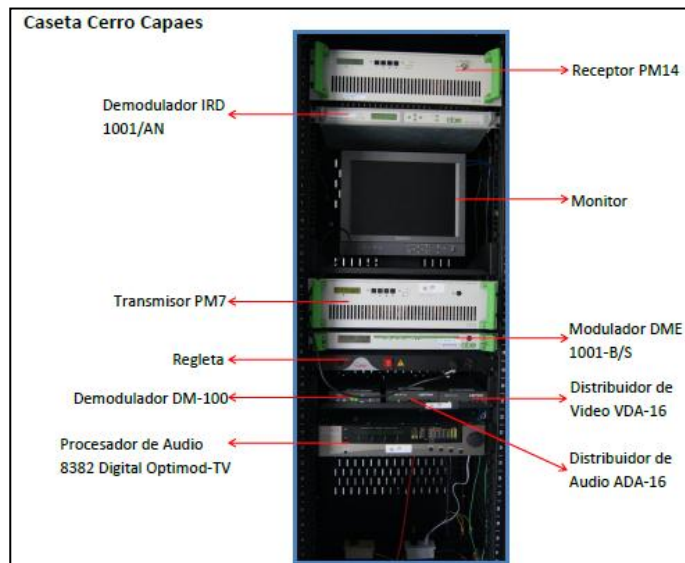 Caseta Cerro Capaes
Receptor PM14
Demodulador IRD
1001/AN
Monitor
Transmisor PM7
Modulador DME
1001-B/S
Regleta
Demodulador DM-100
Distribuidor de
Video VDA-16
Procesador de Audio
8382 Digital Optimod-TV
Distribuidor de
Audio ADA-16